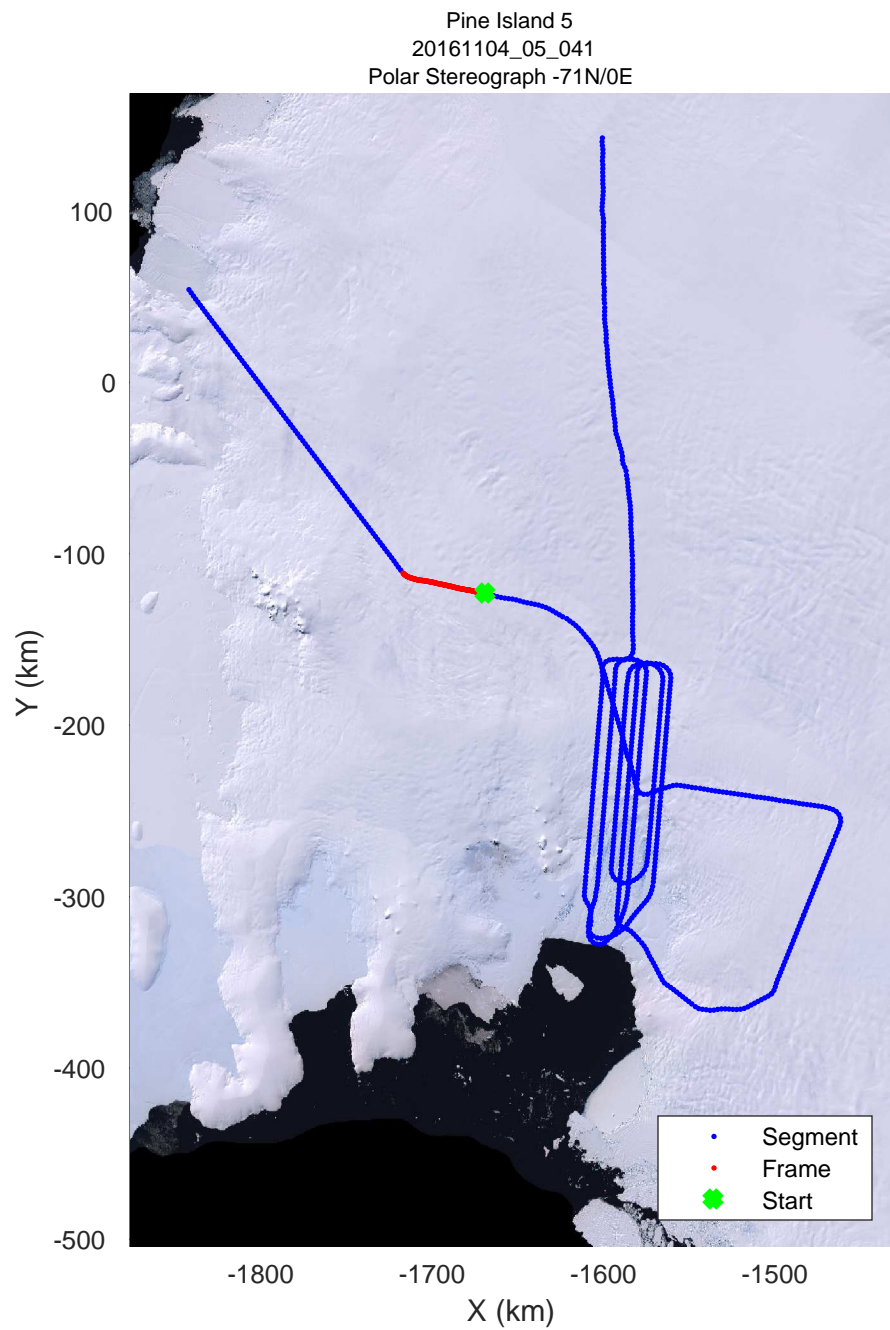 Pine Island 5
20161104_05_041
Polar Stereograph -71N/0E
100
0
-100
-200
-300
-400
-500
Y (km)
-1800
-1700
-1600
-1500
X (km)
Segment
Frame
Start